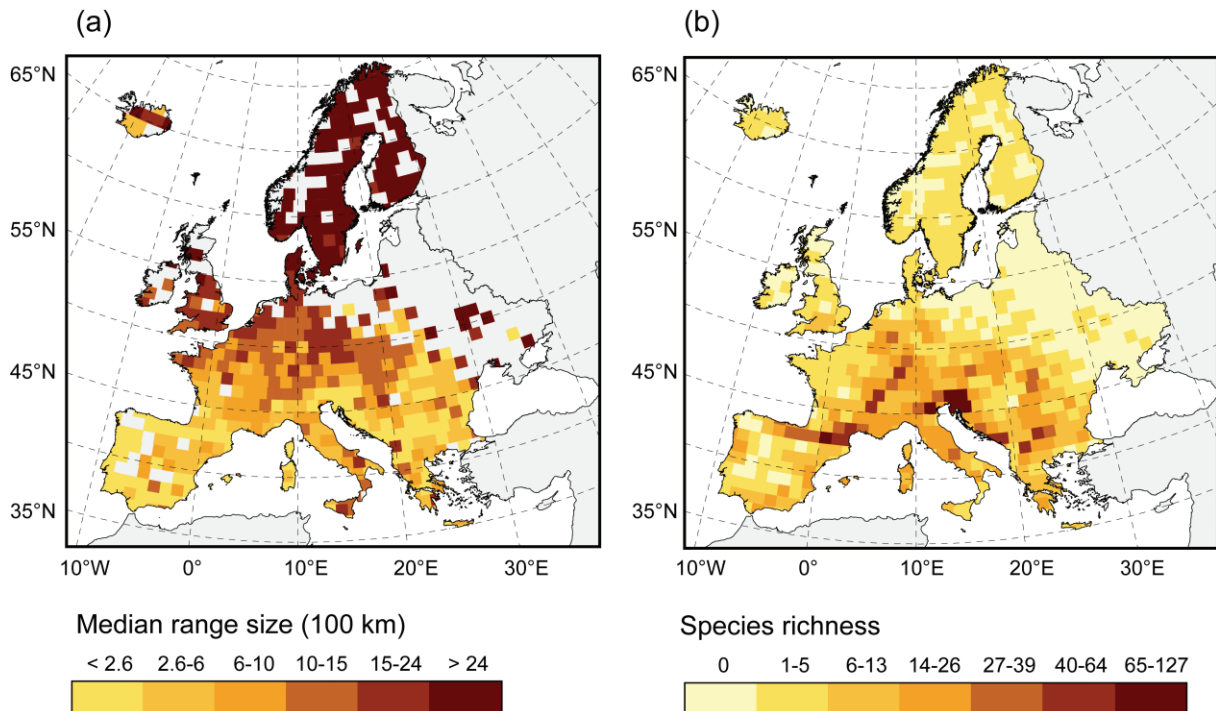 (a)
(b)
65°N
55°N
45°N
35°N
10°W 0° 10°E 20°E 30°E
65°N
55°N
45°N
35°N
10°W 0° 10°E 20°E 30°E
Median range size (100 km)
< 2.6 2.6-6 6-10 10-15 15-24 > 24
Species richness
0 1-5 6-13 14-26 27-39 40-64 65-127